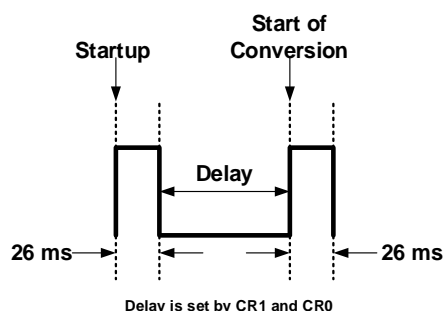 Startup
Start of
Conversion
Delay
26 ms
26 ms
Delay is set by CR1 and CR0